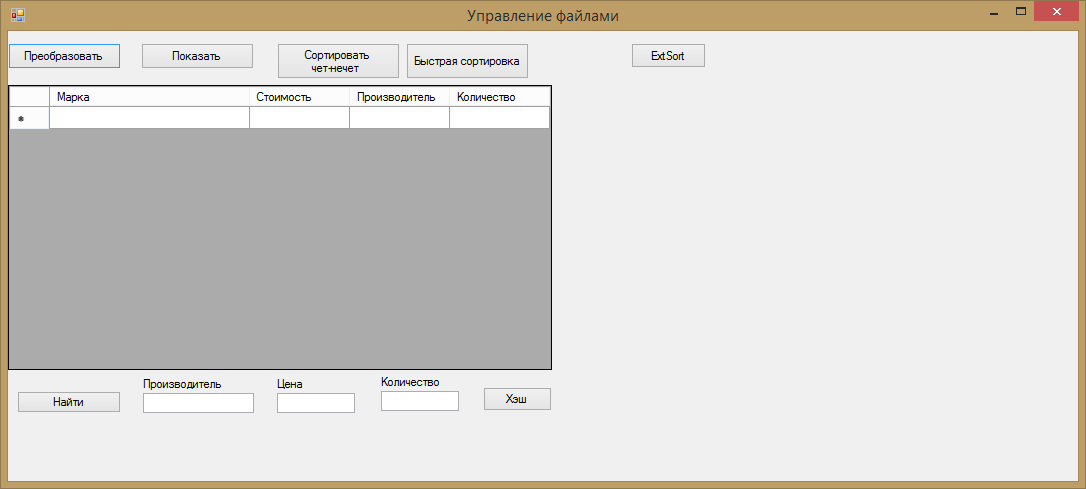 Управление файлами
Преобразовать
Показать
Сортировать
чет-нечет
Быстрая сортировка
ExtSort
Марка
Стоимость
Производитель
Количество
Найти
Производитель
Цена
Количество
Хэш